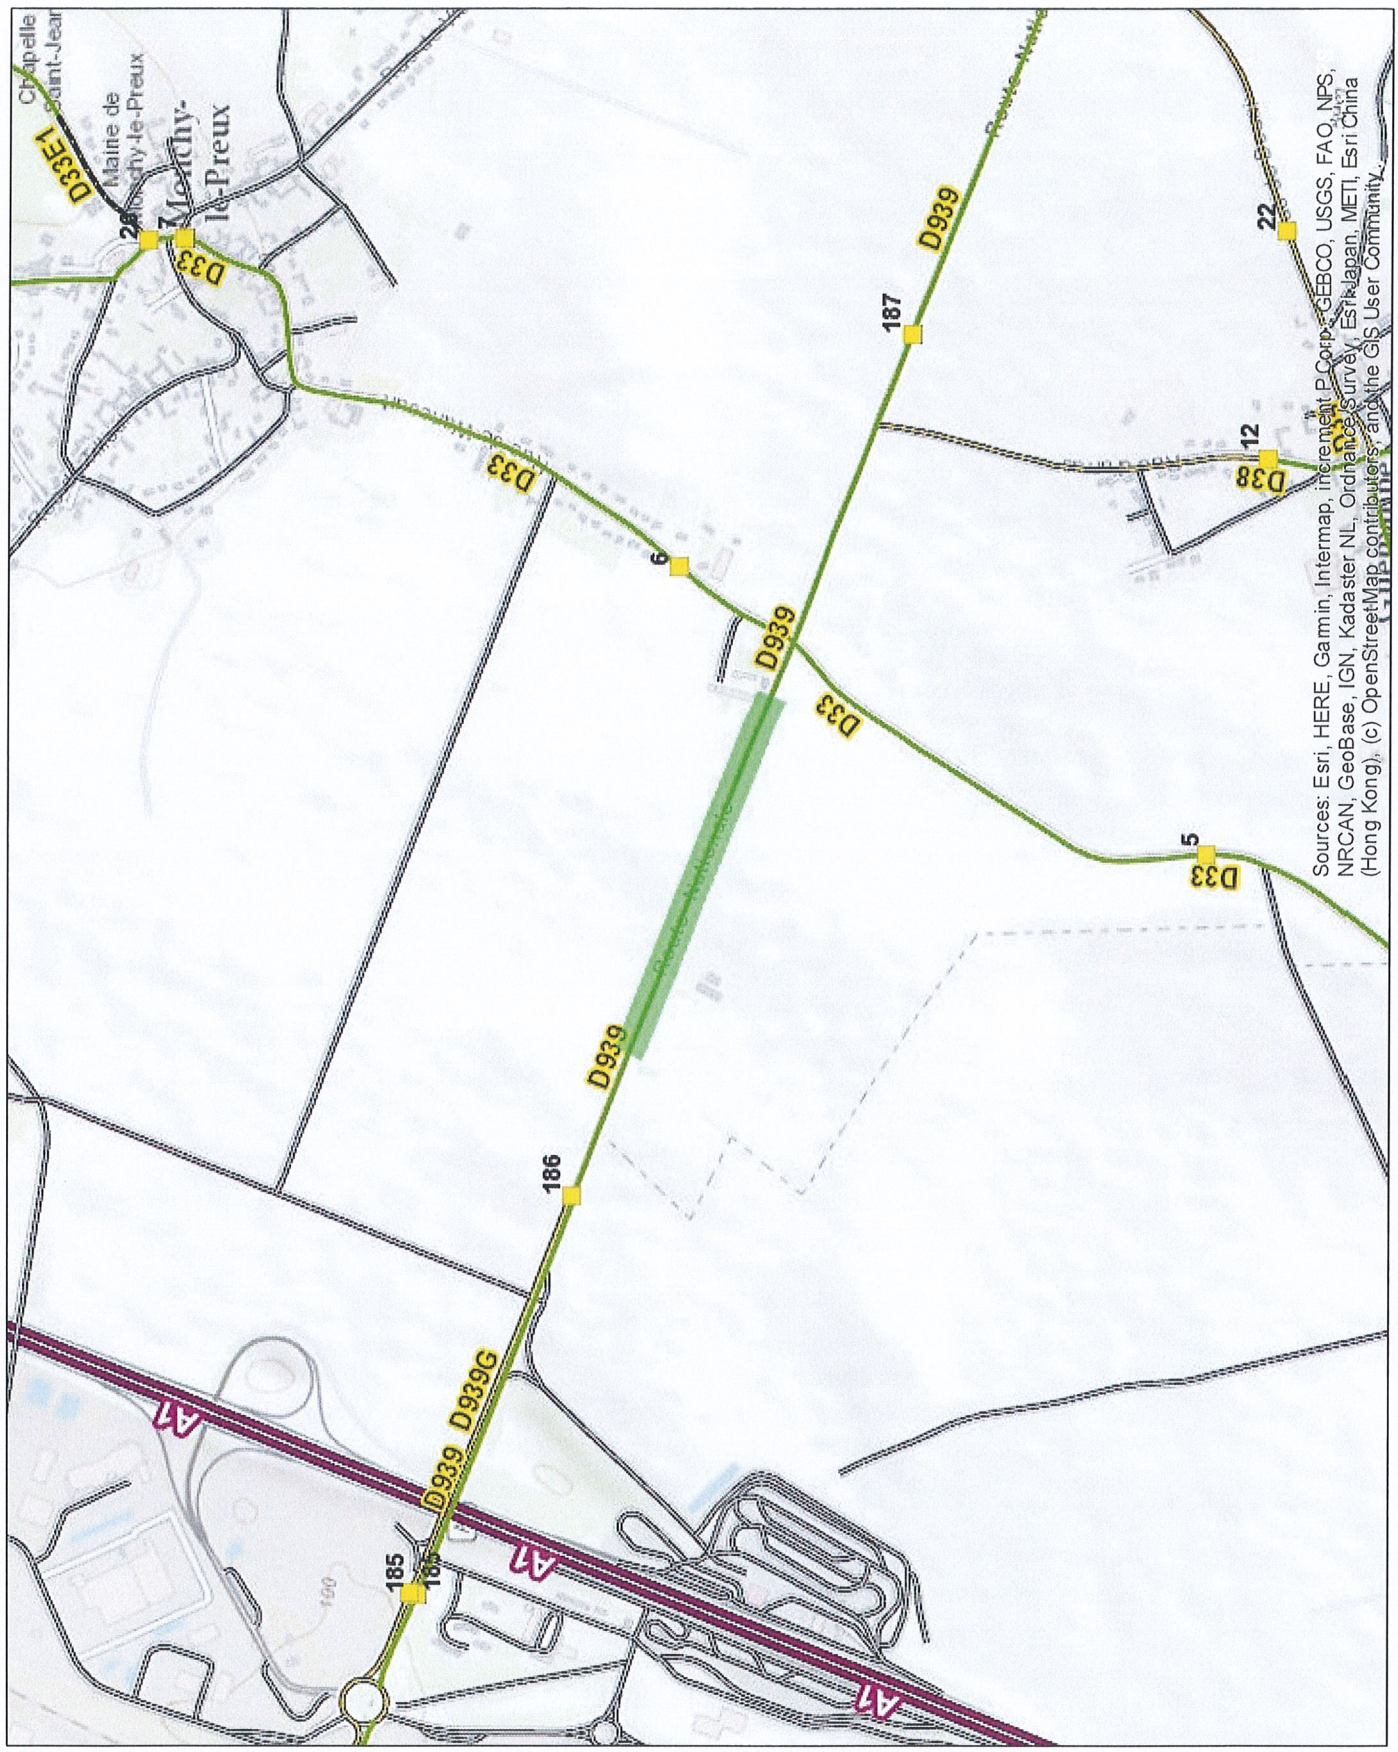 Chapelle
Saint-Jean
Mairie de
Monchy-le-Preux
Monchy-
le-Preux
D33E1
7
D33
D33
6
D939
187
D939
22
12
D38
D33
5
D33
Route Nationale
D939
186
D939G
D939
A1
A1
A1
185
190
Sources: Esri, HERE, Garmin, Intermap, increment P Corp., GEBCO, USGS, FAO, NPS,
NRCAN, GeoBase, IGN, Kadaster NL, Ordnance Survey, Esri Japan, METI, Esri China
(Hong Kong), (c) OpenStreetMap contributors, and the GIS User Community